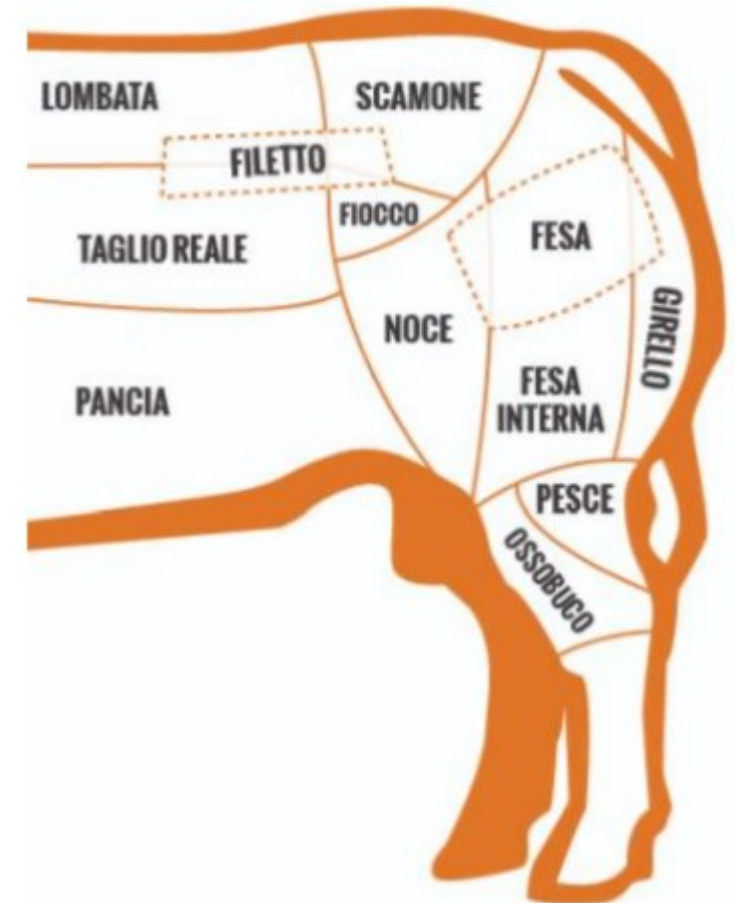 LOMBATA
SCAMONE
FILETTO
FIOCCO
FESA
TAGLIO REALE
GIRELLO
NOCE
FESA
INTERNA
PANCIA
PESCE
OSSOBUCO